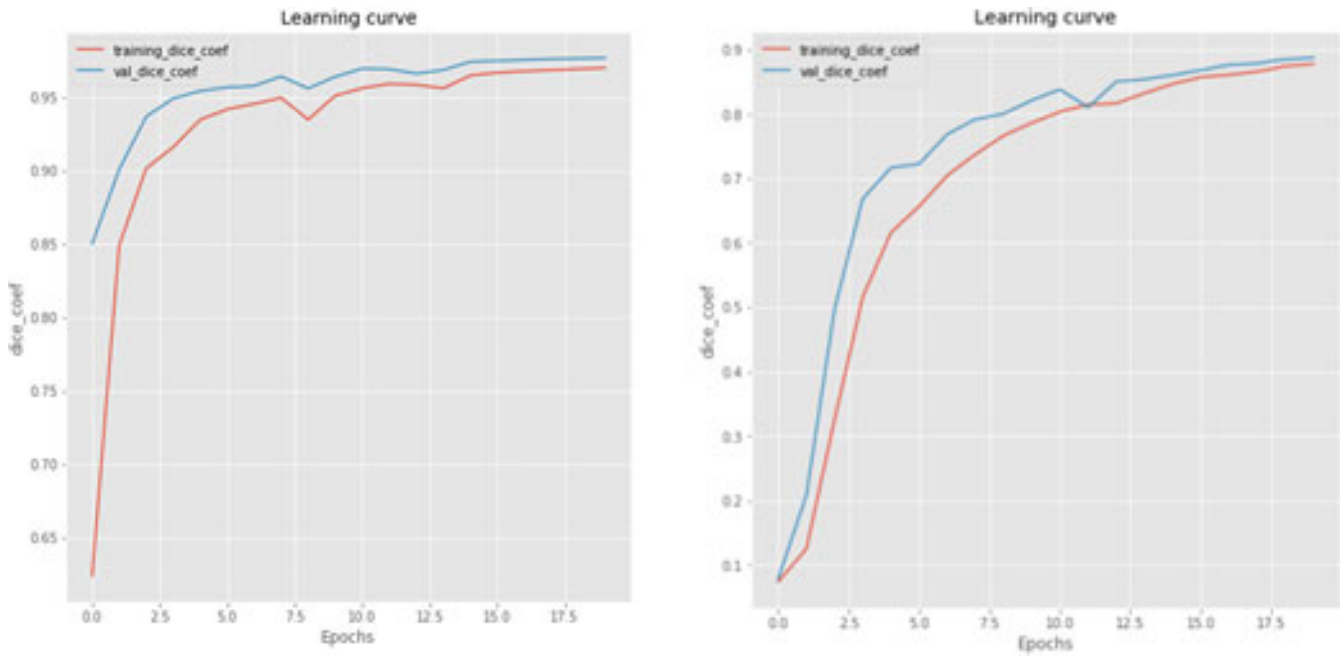 Learning curve
training_dice_coef
val_dice_coef
0.95
0.90
0.85
0.80
0.75
0.70
0.65
dice_coef
0.0 2.5 5.0 7.5 10.0 12.5 15.0 17.5
Epochs
Learning curve
training_dice_coef
val_dice_coef
0.9
0.8
0.7
0.6
0.5
0.4
0.3
0.2
0.1
dice_coef
0.0 2.5 5.0 7.5 10.0 12.5 15.0 17.5
Epochs